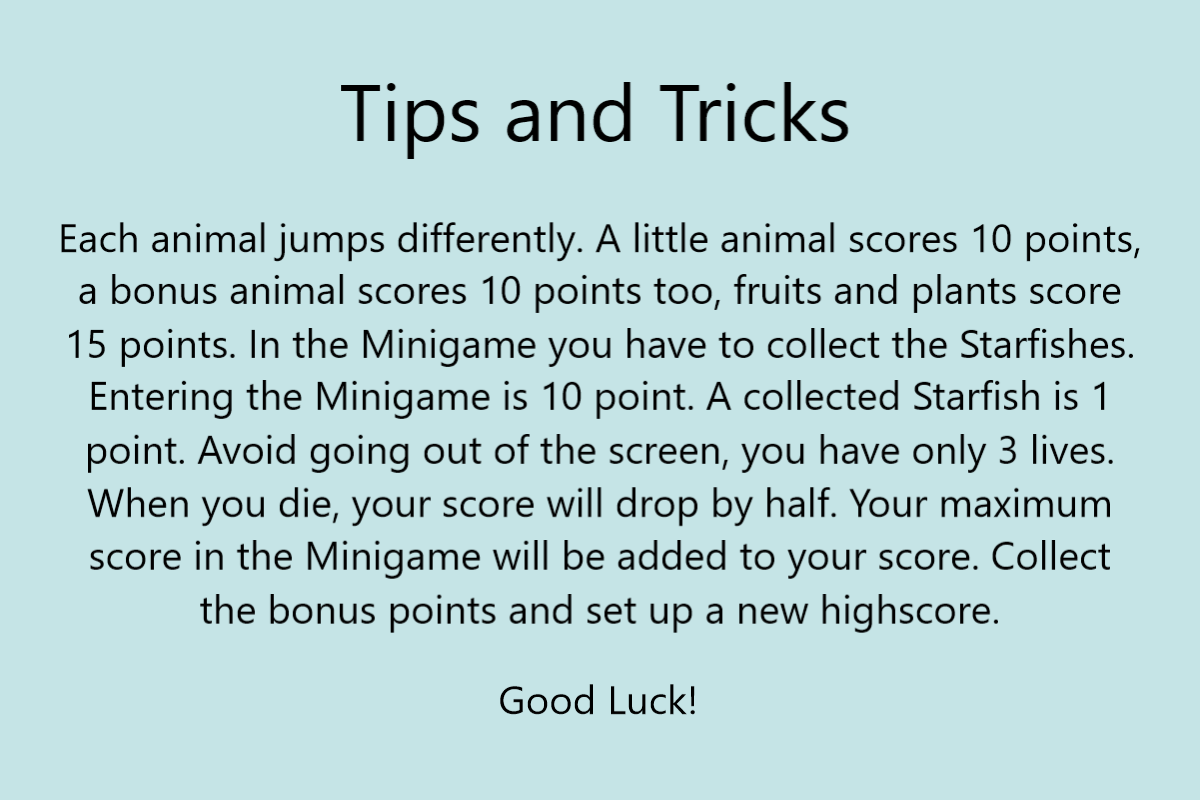 Tips and Tricks
Each animal jumps differently. A little animal scores 10 points,
a bonus animal scores 10 points too, fruits and plants score
15 points. In the Minigame you have to collect the Starfishes.
Entering the Minigame is 10 point. A collected Starfish is 1
point. Avoid going out of the screen, you have only 3 lives.
When you die, your score will drop by half. Your maximum
score in the Minigame will be added to your score. Collect
the bonus points and set up a new highscore.
Good Luck!